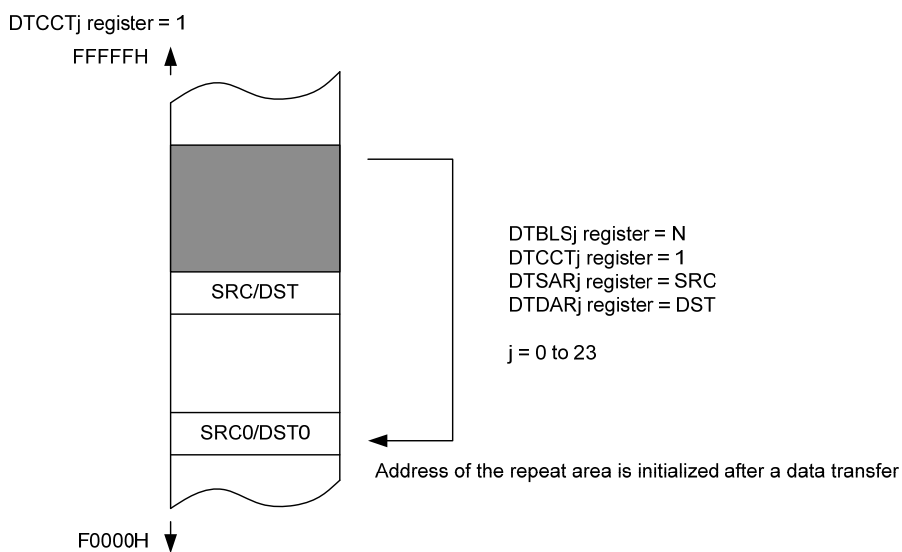 DTCCTj register = 1
FFFFFH
DTBLSj register = N
DTCCTj register = 1
DTSARj register = SRC
DTDARj register = DST
j = 0 to 23
SRC/DST
SRC0/DST0
Address of the repeat area is initialized after a data transfer
F0000H